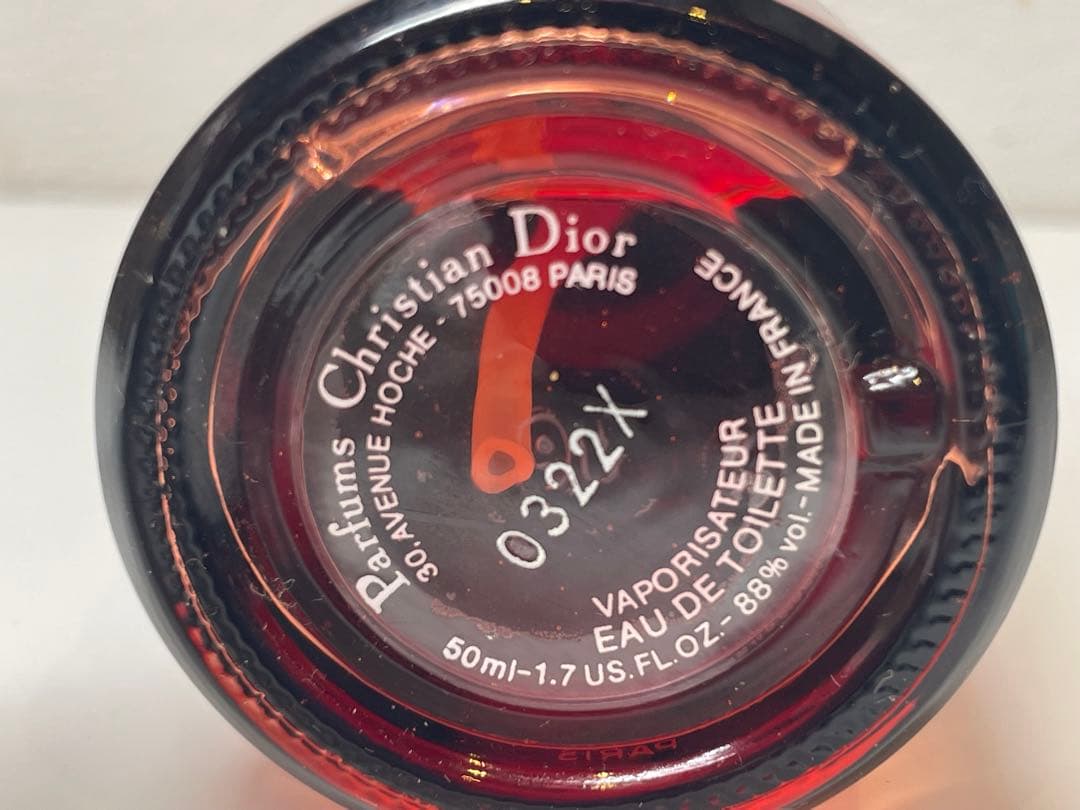 Parfums Christian Dior
30, AVENUE HOCHE - 75008 PARIS
0322X
VAPORISATEUR
EAU DE TOILETTE
50ml-1.7 US.FL.OZ.- 88% vol.-MADE IN FRANCE
PARIS